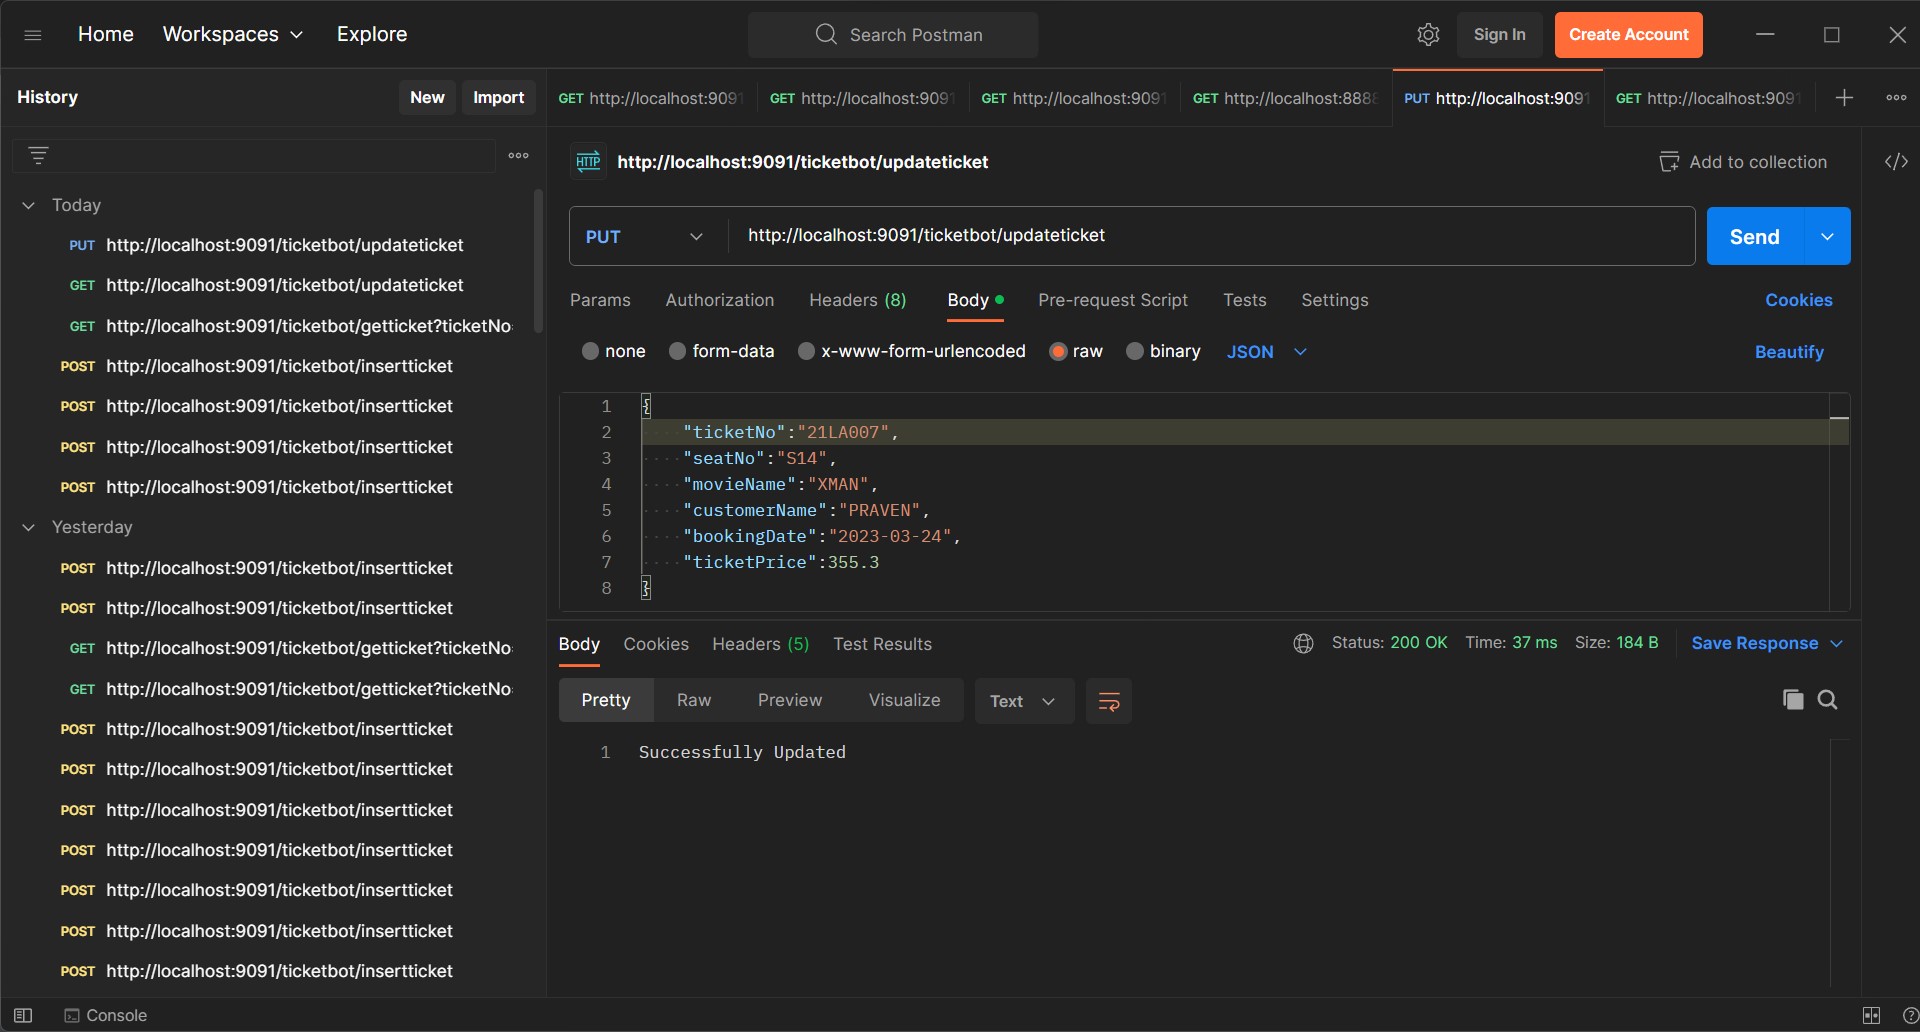 Home Workspaces Explore Search Postman Sign In Create Account
History New Import
GET http://localhost:9091 GET http://localhost:9091 GET http://localhost:9091 GET http://localhost:8888 PUT http://localhost:9091 GET http://localhost:9091
Today
PUT http://localhost:9091/ticketbot/updateticket
GET http://localhost:9091/ticketbot/updateticket
GET http://localhost:9091/ticketbot/getticket?ticketNo
POST http://localhost:9091/ticketbot/insertticket
POST http://localhost:9091/ticketbot/insertticket
POST http://localhost:9091/ticketbot/insertticket
POST http://localhost:9091/ticketbot/insertticket
Yesterday
POST http://localhost:9091/ticketbot/insertticket
POST http://localhost:9091/ticketbot/insertticket
GET http://localhost:9091/ticketbot/getticket?ticketNo
GET http://localhost:9091/ticketbot/getticket?ticketNo
POST http://localhost:9091/ticketbot/insertticket
POST http://localhost:9091/ticketbot/insertticket
POST http://localhost:9091/ticketbot/insertticket
POST http://localhost:9091/ticketbot/insertticket
POST http://localhost:9091/ticketbot/insertticket
POST http://localhost:9091/ticketbot/insertticket
POST http://localhost:9091/ticketbot/insertticket
HTTP http://localhost:9091/ticketbot/updateticket Add to collection </>
PUT http://localhost:9091/ticketbot/updateticket Send
Params Authorization Headers (8) Body Pre-request Script Tests Settings Cookies
none form-data x-www-form-urlencoded raw binary JSON Beautify
1 {
2 "ticketNo":"21LA007",
3 "seatNo":"S14",
4 "movieName":"XMAN",
5 "customerName":"PRAVEN",
6 "bookingDate":"2023-03-24",
7 "ticketPrice":355.3
8 }
Body Cookies Headers (5) Test Results Status: 200 OK Time: 37 ms Size: 184 B Save Response
Pretty Raw Preview Visualize Text
1 Successfully Updated
Console